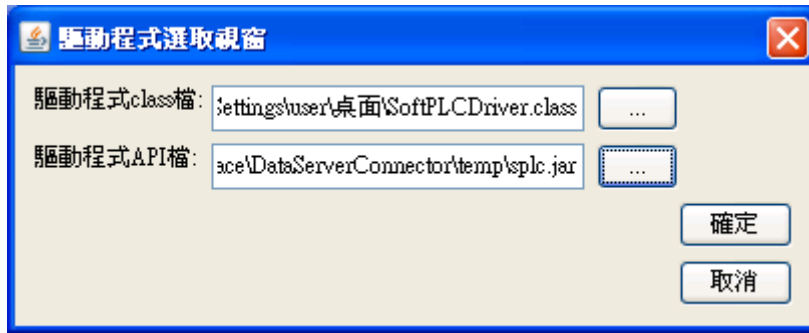 驅動程式選取視窗
驅動程式class檔: ettings\user\桌面\SoftPLCDriver.class ...
驅動程式API檔: ace\DataServerConnector\temp\splc.jar ...
確定
取消